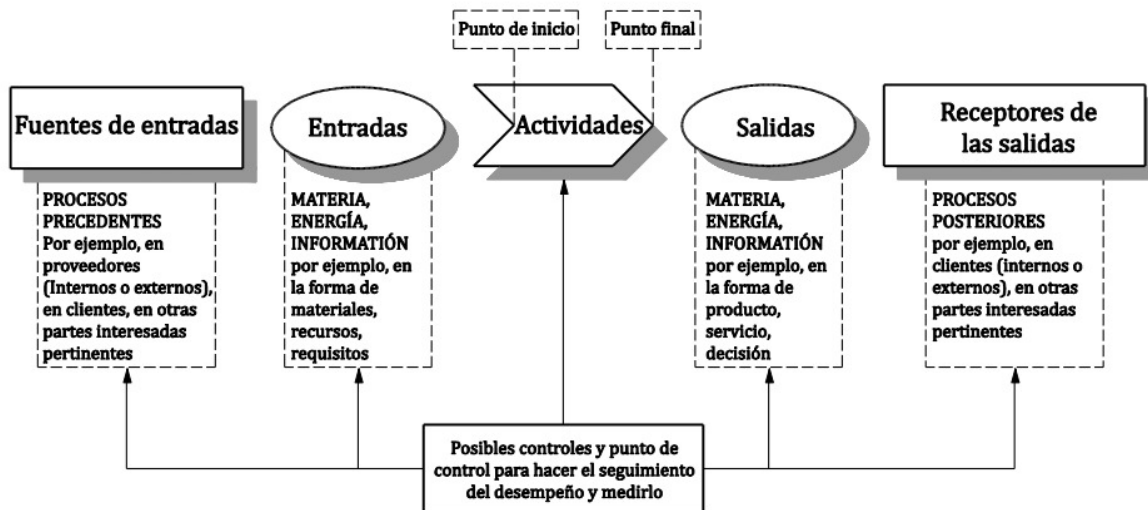 Punto de inicio
Punto final
Fuentes de entradas
Entradas
Actividades
Salidas
Receptores de
las salidas
PROCESOS
PRECEDENTES
Por ejemplo, en
proveedores
(Internos o externos),
en clientes, en otras
partes interesadas
pertinentes
MATERIA,
ENERGÍA,
INFORMATIÓN
por ejemplo, en
la forma de
materiales,
recursos,
requisitos
MATERIA,
ENERGÍA,
INFORMATIÓN
por ejemplo, en
la forma de
producto,
servicio,
decisión
PROCESOS
POSTERIORES
por ejemplo, en
clientes (internos o
externos), en otras
partes interesadas
pertinentes
Posibles controles y punto de
control para hacer el seguimiento
del desempeño y medirlo